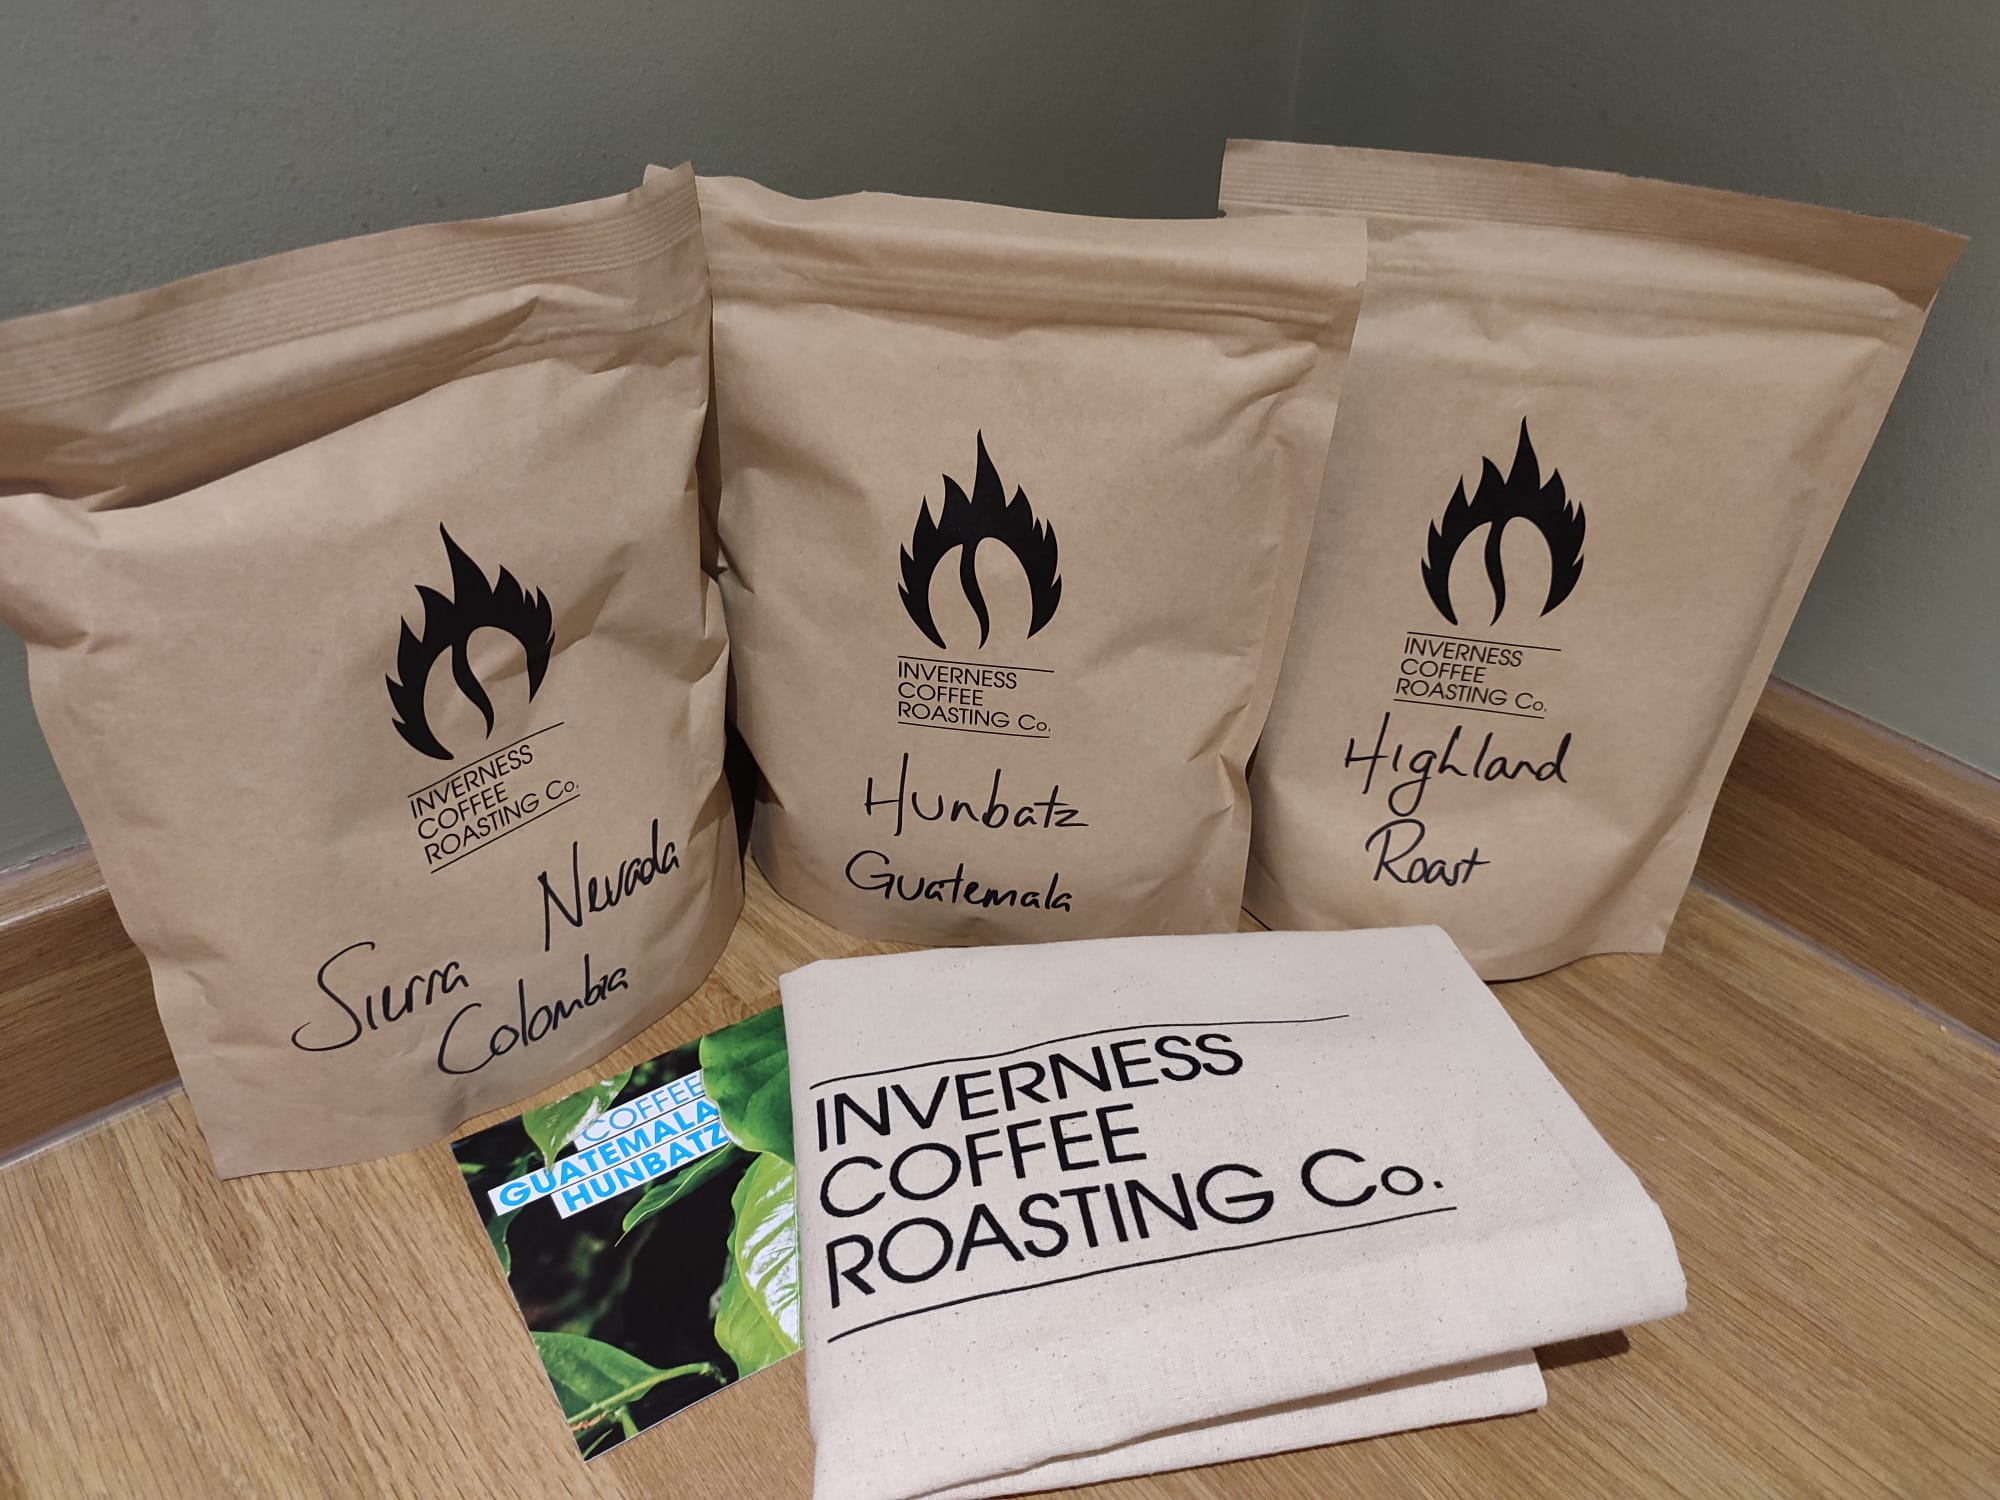 INVERNESS
COFFEE
ROASTING Co.
Sierra Nevada
Colombia
INVERNESS
COFFEE
ROASTING Co.
Hunbatz
Guatemala
INVERNESS
COFFEE
ROASTING Co.
Highland
Roast
COFFEE
GUATEMALA
HUNBATZ
INVERNESS
COFFEE
ROASTING Co.